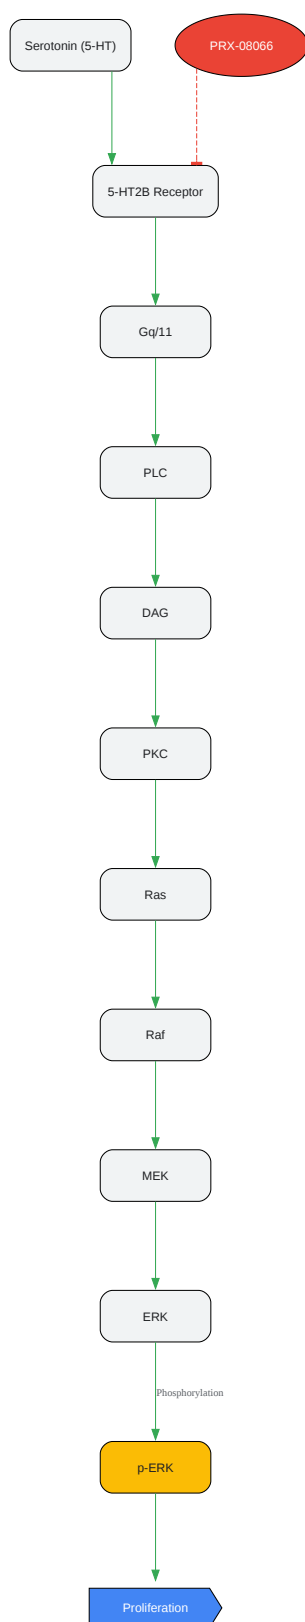 Serotonin (5-HT)
PRX-08066
5-HT2B Receptor
Gq/11
PLC
DAG
PKC
Ras
Raf
MEK
ERK
Phosphorylation
p-ERK
Proliferation